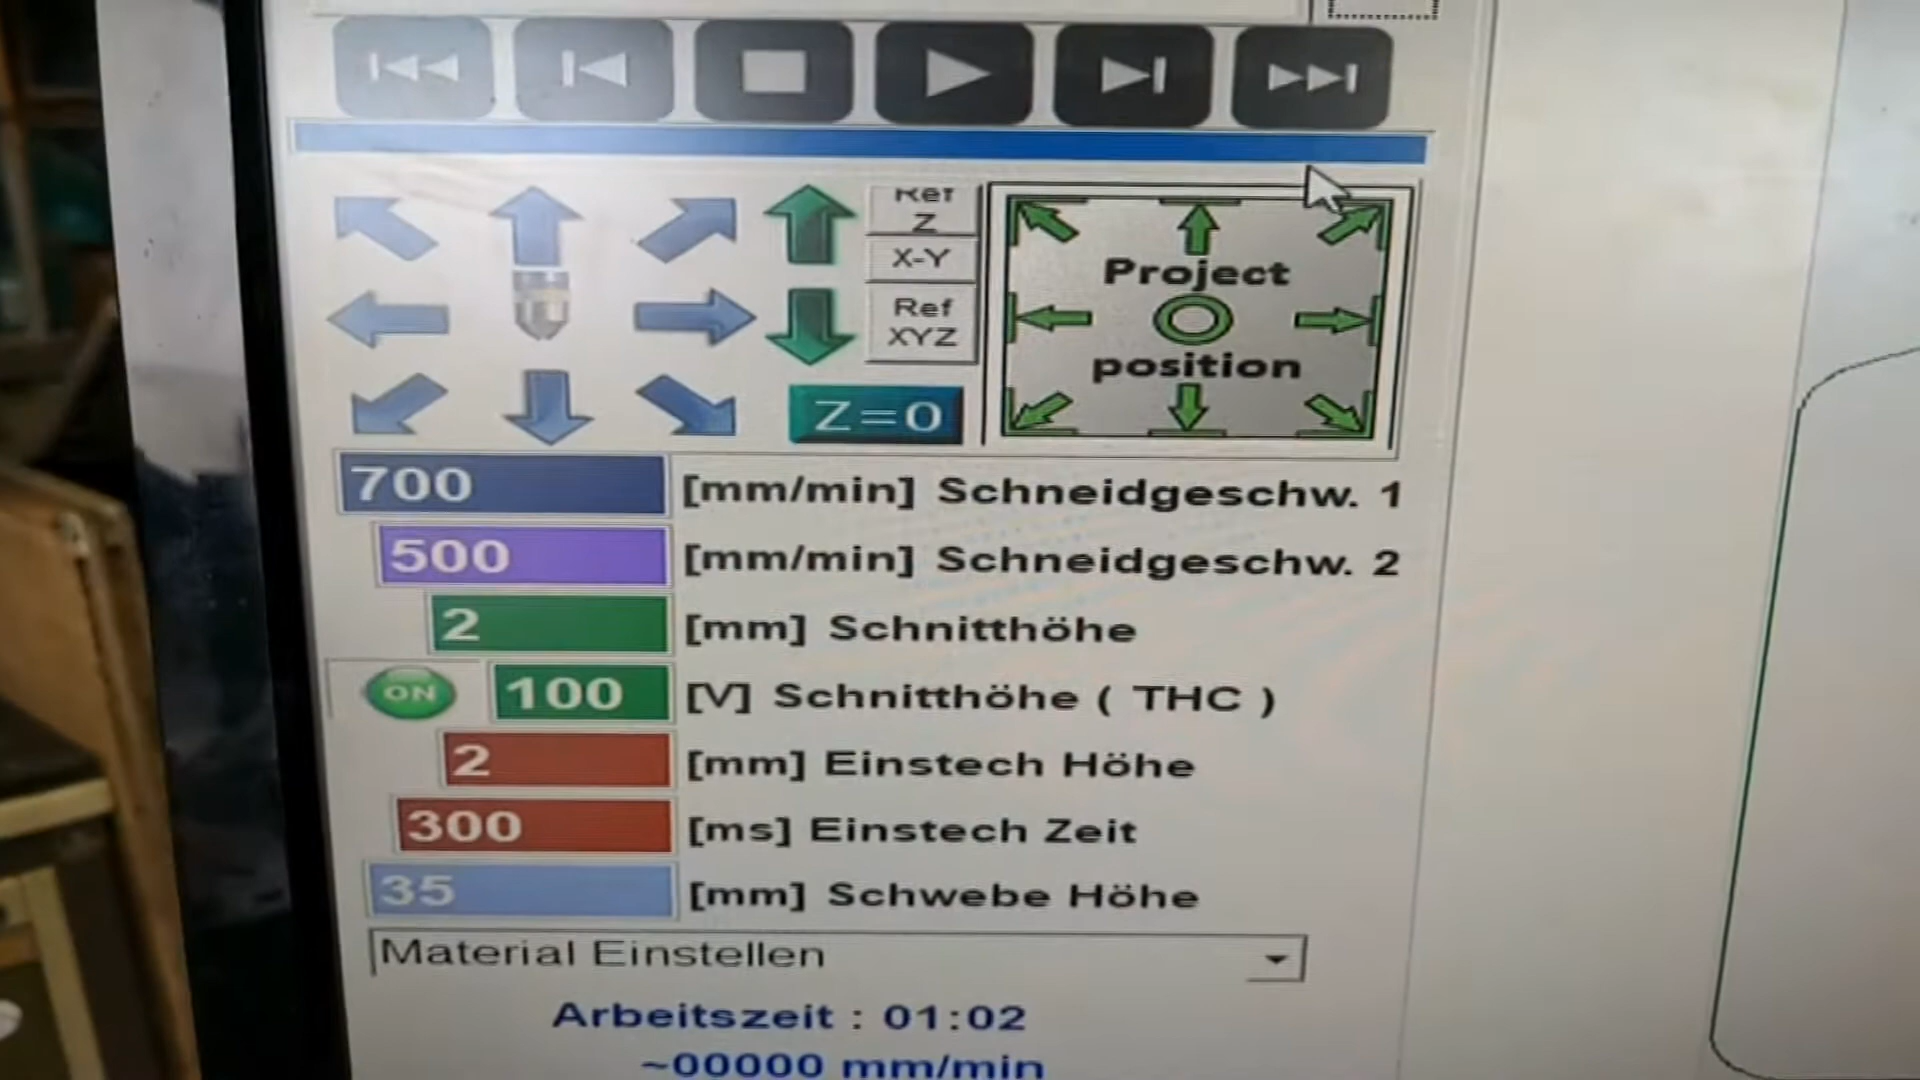 Ref
Z
X-Y
Ref
XYZ
Z=0
Project
position
700 [mm/min] Schneidgeschw. 1
500 [mm/min] Schneidgeschw. 2
2 [mm] Schnitthöhe
ON 100 [V] Schnitthöhe ( THC )
2 [mm] Einstech Höhe
300 [ms] Einstech Zeit
35 [mm] Schwebe Höhe
Material Einstellen
Arbeitszeit : 01:02
~00000 mm/min